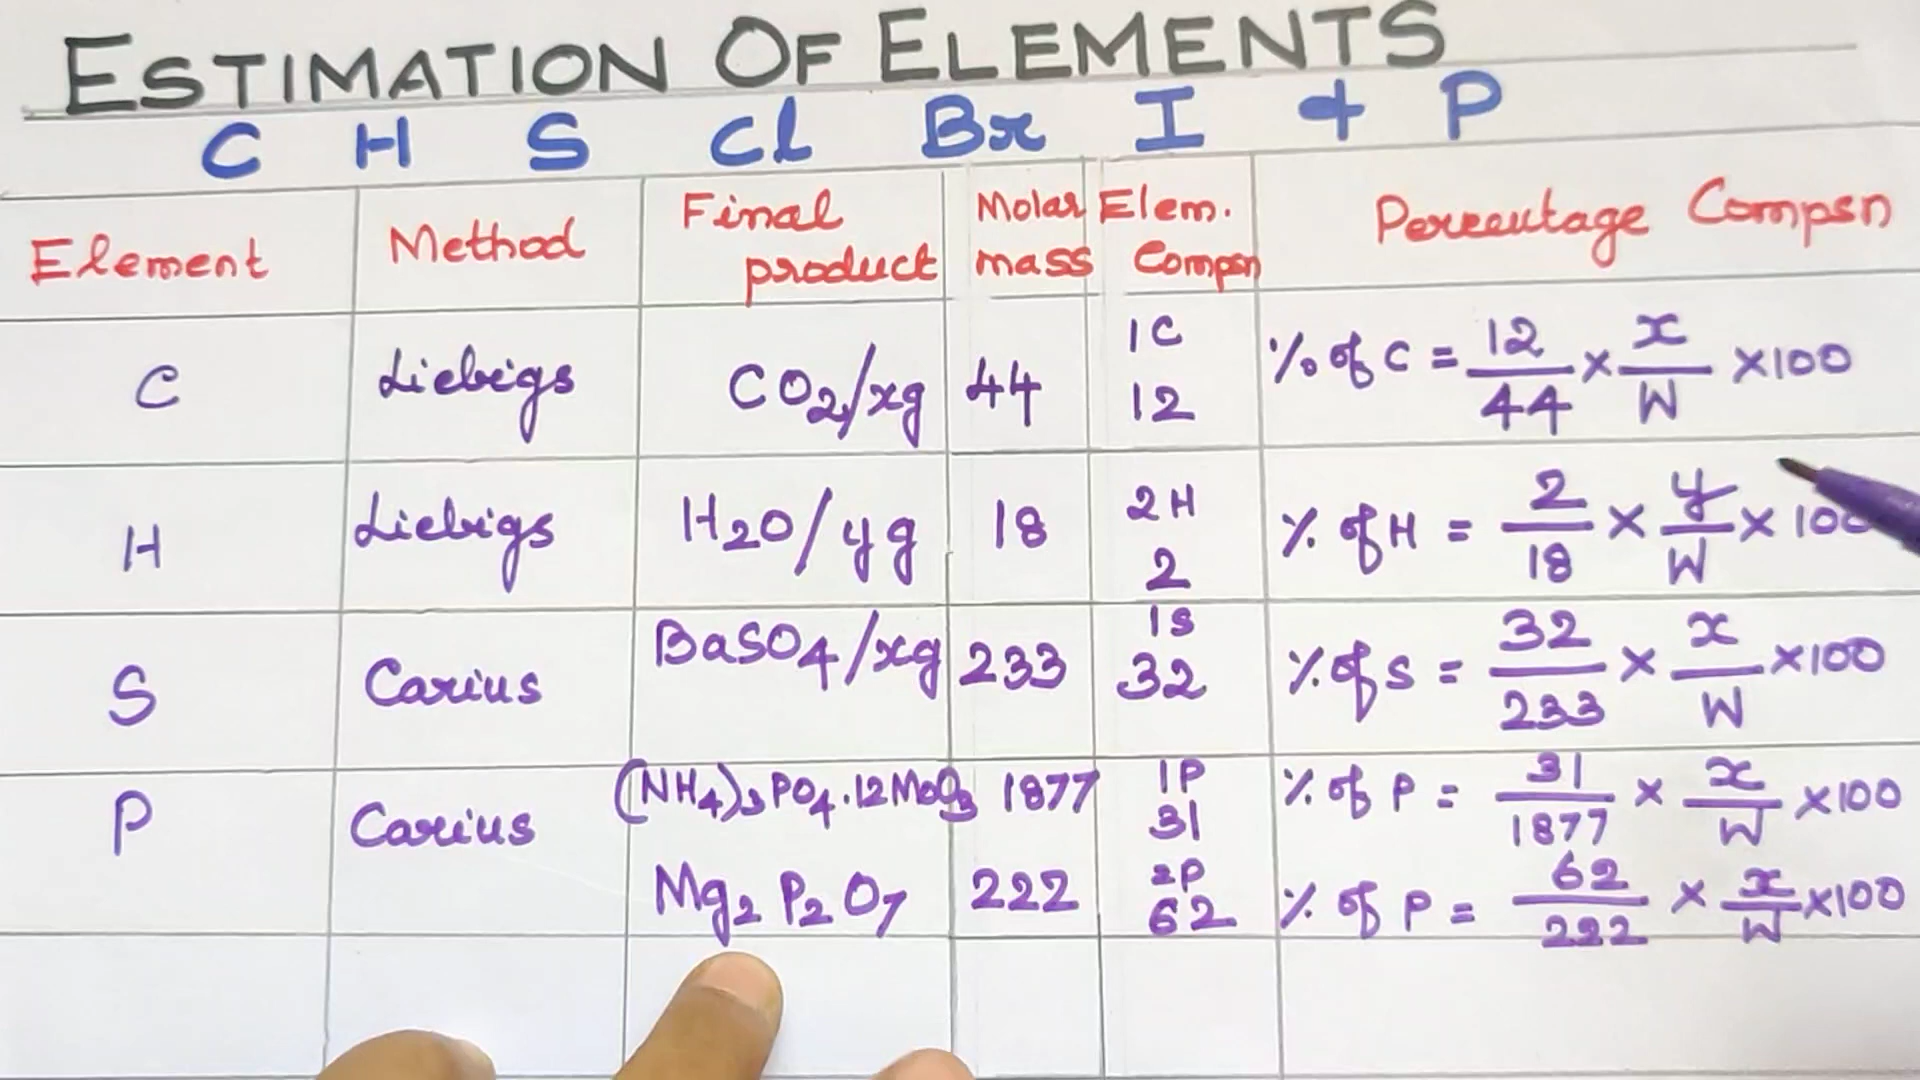 ESTIMATION OF ELEMENTS
C H S Cl Br I & P
Element Method Final product Molar mass Elem. Compsn Percentage Compsn
C Liebigs CO2/xg 44 1C 12 % of C = 12/44 × x/W ×100
H Liebigs H2O/yg 18 2H 2 % of H = 2/18 × y/W × 100
S Carius BaSO4/xg 233 1S 32 % of S = 32/233 × x/W ×100
P Carius (NH4)3PO4.12MoO3 1877 1P 31 % of P = 31/1877 × x/W ×100
Mg2P2O7 222 2P 62 % of P = 62/222 × x/W ×100